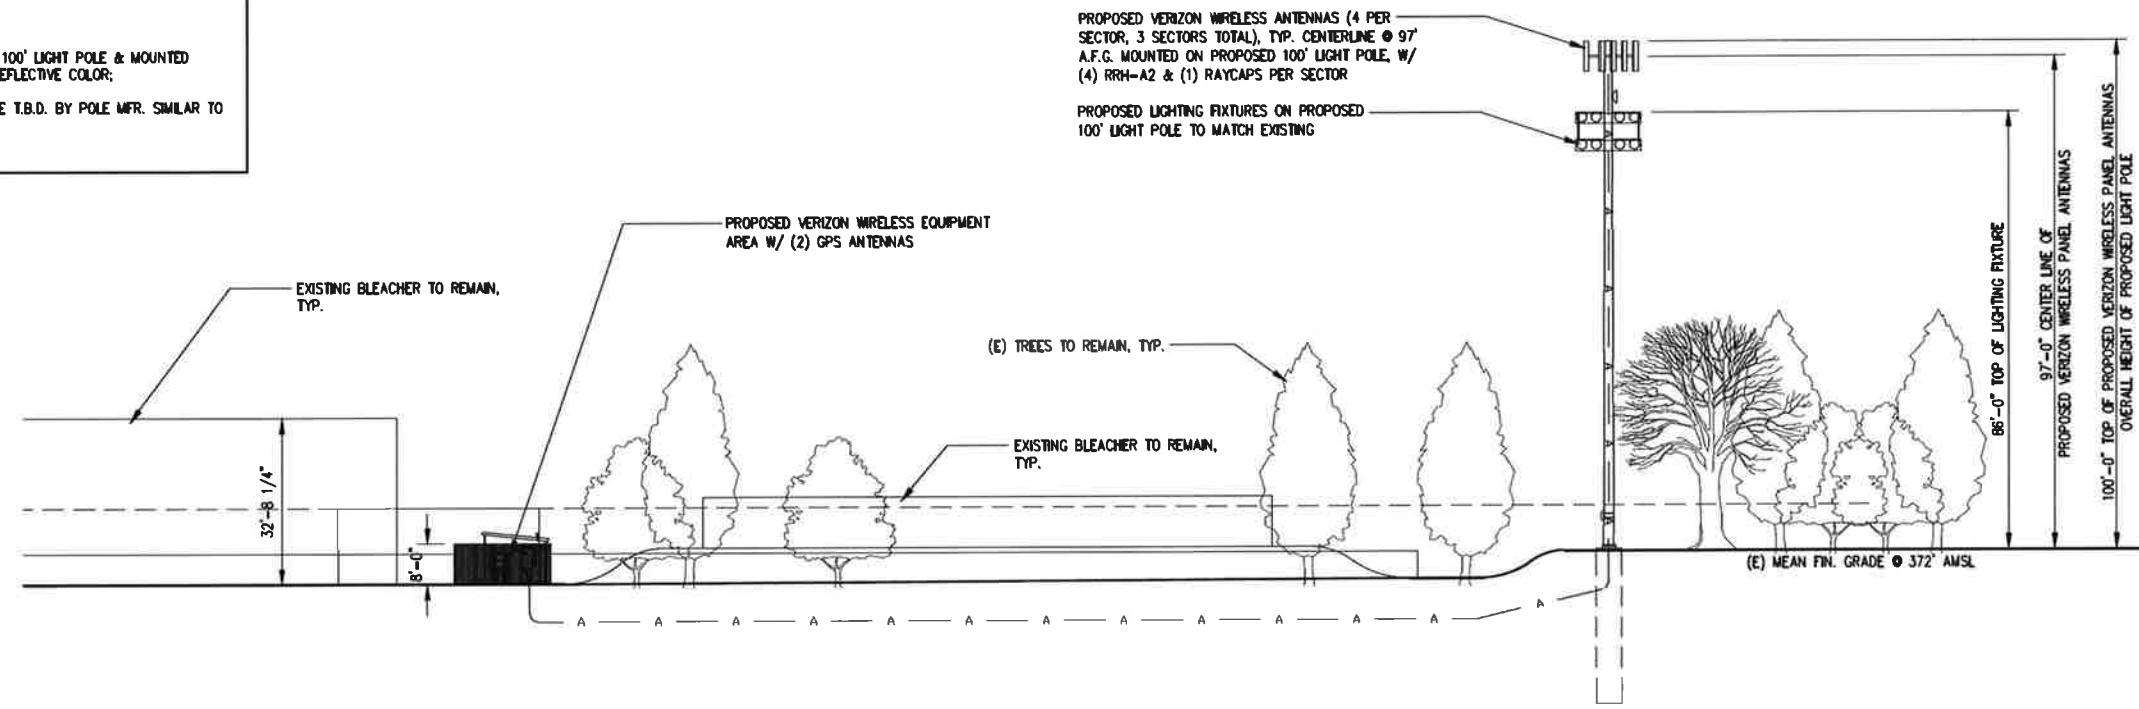 100' LIGHT POLE & MOUNTED
EFLECTIVE COLOR;
E T.B.D. BY POLE MFR. SIMILAR TO
PROPOSED VERIZON WIRELESS ANTENNAS (4 PER
SECTOR, 3 SECTORS TOTAL), TYP. CENTERLINE @ 97'
A.F.G. MOUNTED ON PROPOSED 100' LIGHT POLE, W/
(4) RRH-A2 & (1) RAYCAPS PER SECTOR
PROPOSED LIGHTING FIXTURES ON PROPOSED
100' LIGHT POLE TO MATCH EXISTING
PROPOSED VERIZON WIRELESS EQUIPMENT
AREA W/ (2) GPS ANTENNAS
EXISTING BLEACHER TO REMAIN,
TYP.
(E) TREES TO REMAIN, TYP.
EXISTING BLEACHER TO REMAIN,
TYP.
32'-8 1/4"
8'-0"
86'-0" TOP OF LIGHTING FIXTURE
97'-0" CENTER LINE OF
PROPOSED VERIZON WIRELESS PANEL ANTENNAS
100'-0" TOP OF PROPOSED VERIZON WIRELESS PANEL ANTENNAS
OVERALL HEIGHT OF PROPOSED LIGHT POLE
(E) MEAN FIN. GRADE @ 372' AMSL
A A A A A A A A A A A A A